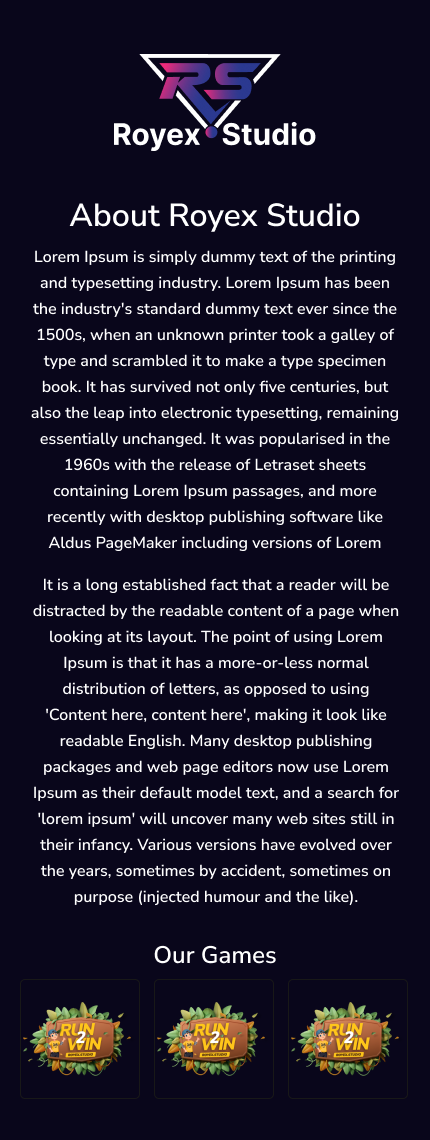 RS
Royex Studio
About Royex Studio
Lorem Ipsum is simply dummy text of the printing
and typesetting industry. Lorem Ipsum has been
the industry's standard dummy text ever since the
1500s, when an unknown printer took a galley of
type and scrambled it to make a type specimen
book. It has survived not only five centuries, but
also the leap into electronic typesetting, remaining
essentially unchanged. It was popularised in the
1960s with the release of Letraset sheets
containing Lorem Ipsum passages, and more
recently with desktop publishing software like
Aldus PageMaker including versions of Lorem
It is a long established fact that a reader will be
distracted by the readable content of a page when
looking at its layout. The point of using Lorem
Ipsum is that it has a more-or-less normal
distribution of letters, as opposed to using
'Content here, content here', making it look like
readable English. Many desktop publishing
packages and web page editors now use Lorem
Ipsum as their default model text, and a search for
'lorem ipsum' will uncover many web sites still in
their infancy. Various versions have evolved over
the years, sometimes by accident, sometimes on
purpose (injected humour and the like).
Our Games
RUN
2
WIN
ROYEX.STUDIO
RUN
2
WIN
ROYEX.STUDIO
RUN
2
WIN
ROYEX.STUDIO